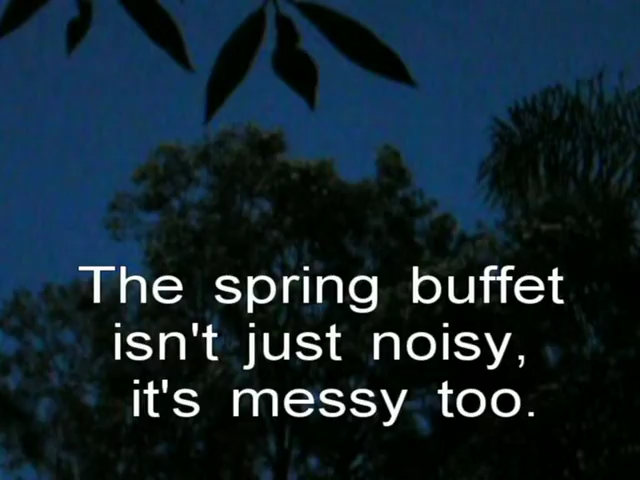 The spring buffet
isn't just noisy,
it's messy too.